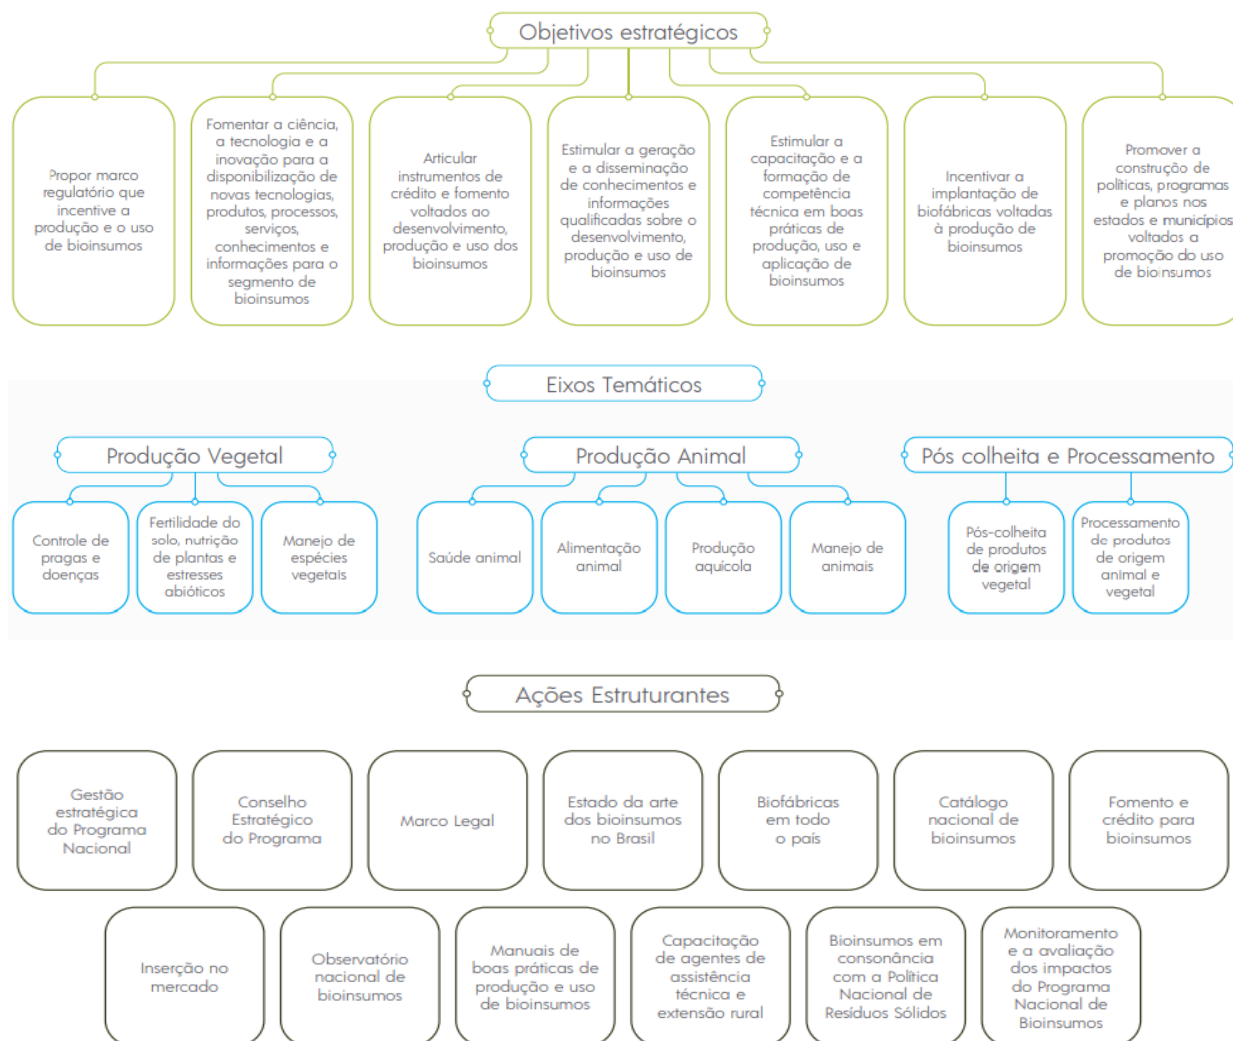 Objetivos estratégicos
Propor marco
regulatório que
incentive a
produção e o uso
de bioinsumos
Fomentar a ciência,
a tecnologia e a
inovação para a
disponibilização de
novas tecnologias,
produtos, processos,
serviços,
conhecimentos e
informações para o
segmento de
bioinsumos
Articular
instrumentos de
crédito e fomento
voltados ao
desenvolvimento,
produção e uso dos
bioinsumos
Estimular a geração
e a disseminação
de conhecimentos e
informações
qualificadas sobre o
desenvolvimento,
produção e uso de
bioinsumos
Estimular a
capacitação e a
formação de
competência
técnica em boas
práticas de
produção, uso e
aplicação de
bioinsumos
Incentivar a
implantação de
biofábricas voltadas
à produção de
bioinsumos
Promover a
construção de
políticas, programas
e planos nos
estados e municípios
voltados a
promoção do uso
de bioinsumos
Eixos Temáticos
Produção Vegetal
Controle de
pragas e
doenças
Fertilidade do
solo, nutrição
de plantas e
estresses
abióticos
Manejo de
espécies
vegetais
Produção Animal
Saúde animal
Alimentação
animal
Produção
aquícola
Manejo de
animais
Pós colheita e Processamento
Pós-colheita
de produtos
de origem
vegetal
Processamento
de produtos
de origem
animal e
vegetal
Ações Estruturantes
Gestão
estratégica
do Programa
Nacional
Conselho
Estratégico
do Programa
Marco Legal
Estado da arte
dos bioinsumos
no Brasil
Biofábricas
em todo
o país
Catálogo
nacional de
bioinsumos
Fomento e
crédito para
bioinsumos
Inserção no
mercado
Observatório
nacional de
bioinsumos
Manuais de
boas práticas de
produção e uso
de bioinsumos
Capacitação
de agentes de
assistência
técnica e
extensão rural
Bioinsumos em
consonância
com a Política
Nacional de
Resíduos Sólidos
Monitoramento
e a avaliação
dos impactos
do Programa
Nacional de
Bioinsumos